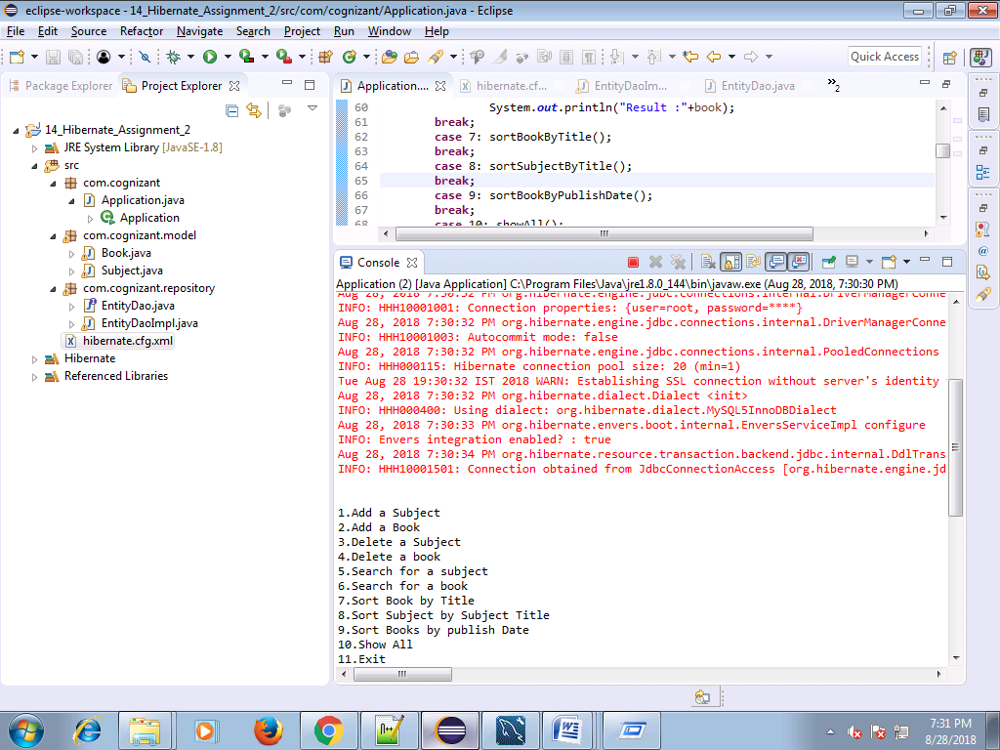 eclipse-workspace - 14_Hibernate_Assignment_2/src/com/cognizant/Application.java - Eclipse
File Edit Source Refactor Navigate Search Project Run Window Help
Quick Access
Package Explorer Project Explorer
14_Hibernate_Assignment_2
JRE System Library [JavaSE-1.8]
src
com.cognizant
Application.java
Application
com.cognizant.model
Book.java
Subject.java
com.cognizant.repository
EntityDao.java
EntityDaoImpl.java
hibernate.cfg.xml
Hibernate
Referenced Libraries
Application.... hibernate.cf... EntityDaoIm... EntityDao.java »2
60 System.out.println("Result :"+book);
61 break;
62 case 7: sortBookByTitle();
63 break;
64 case 8: sortSubjectByTitle();
65 break;
66 case 9: sortBookByPublishDate();
67 break;
68 case 10: showAll();
Console
Application (2) [Java Application] C:\Program Files\Java\jre1.8.0_144\bin\javaw.exe (Aug 28, 2018, 7:30:30 PM)
Aug 28, 2018 7:30:32 PM org.hibernate.engine.jdbc.connections.internal.DriverManagerConne
INFO: HHH10001001: Connection properties: {user=root, password=****}
Aug 28, 2018 7:30:32 PM org.hibernate.engine.jdbc.connections.internal.DriverManagerConne
INFO: HHH10001003: Autocommit mode: false
Aug 28, 2018 7:30:32 PM org.hibernate.engine.jdbc.connections.internal.PooledConnections
INFO: HHH000115: Hibernate connection pool size: 20 (min=1)
Tue Aug 28 19:30:32 IST 2018 WARN: Establishing SSL connection without server's identity
Aug 28, 2018 7:30:32 PM org.hibernate.dialect.Dialect <init>
INFO: HHH000400: Using dialect: org.hibernate.dialect.MySQL5InnoDBDialect
Aug 28, 2018 7:30:33 PM org.hibernate.envers.boot.internal.EnversServiceImpl configure
INFO: Envers integration enabled? : true
Aug 28, 2018 7:30:34 PM org.hibernate.resource.transaction.backend.jdbc.internal.DdlTrans
INFO: HHH10001501: Connection obtained from JdbcConnectionAccess [org.hibernate.engine.jd
1.Add a Subject
2.Add a Book
3.Delete a Subject
4.Delete a book
5.Search for a subject
6.Search for a book
7.Sort Book by Title
8.Sort Subject by Subject Title
9.Sort Books by publish Date
10.Show All
11.Exit
7:31 PM
8/28/2018